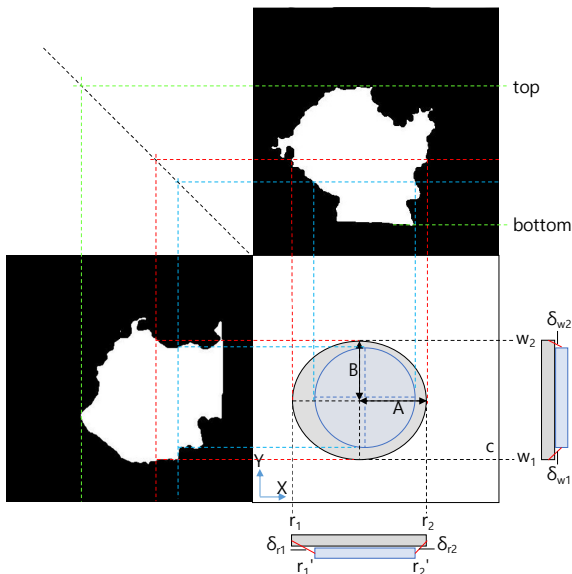 top
bottom
δw2
w2
B
A
c
w1
δw1
Y
X
r1 r2
δr1 δr2
r1' r2'